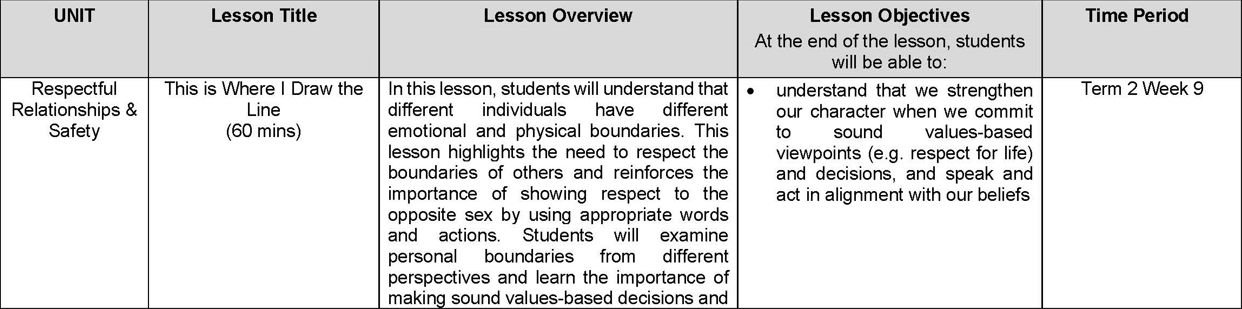 UNIT
Lesson Title
Lesson Overview
Lesson Objectives
At the end of the lesson, students
will be able to:
Time Period
Respectful
Relationships &
Safety
This is Where I Draw the
Line
(60 mins)
In this lesson, students will understand that
different individuals have different
emotional and physical boundaries. This
lesson highlights the need to respect the
boundaries of others and reinforces the
importance of showing respect to the
opposite sex by using appropriate words
and actions. Students will examine
personal boundaries from different
perspectives and learn the importance of
making sound values-based decisions and
• understand that we strengthen
our character when we commit
to sound values-based
viewpoints (e.g. respect for life)
and decisions, and speak and
act in alignment with our beliefs
Term 2 Week 9